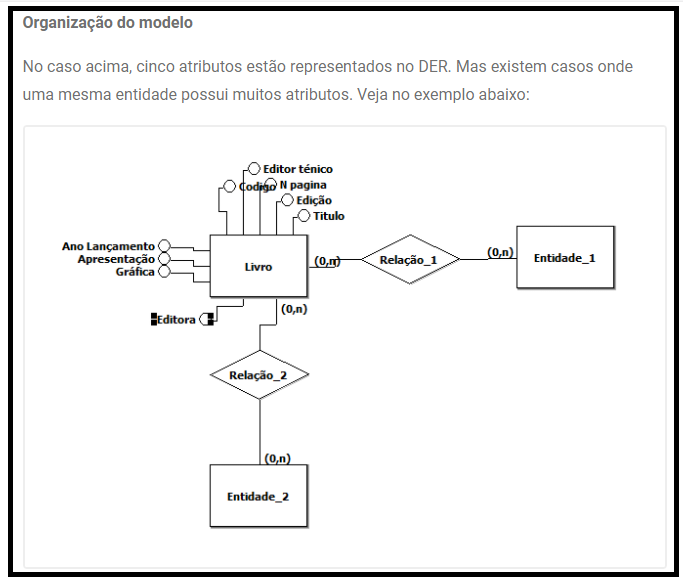 Organização do modelo
No caso acima, cinco atributos estão representados no DER. Mas existem casos onde
uma mesma entidade possui muitos atributos. Veja no exemplo abaixo:
Editor ténico
Codigo
N pagina
Edição
Titulo
Ano Lançamento
Apresentação
Gráfica
Livro
(0,n)
Relação_1
(0,n)
Entidade_1
Editora
(0,n)
Relação_2
(0,n)
Entidade_2